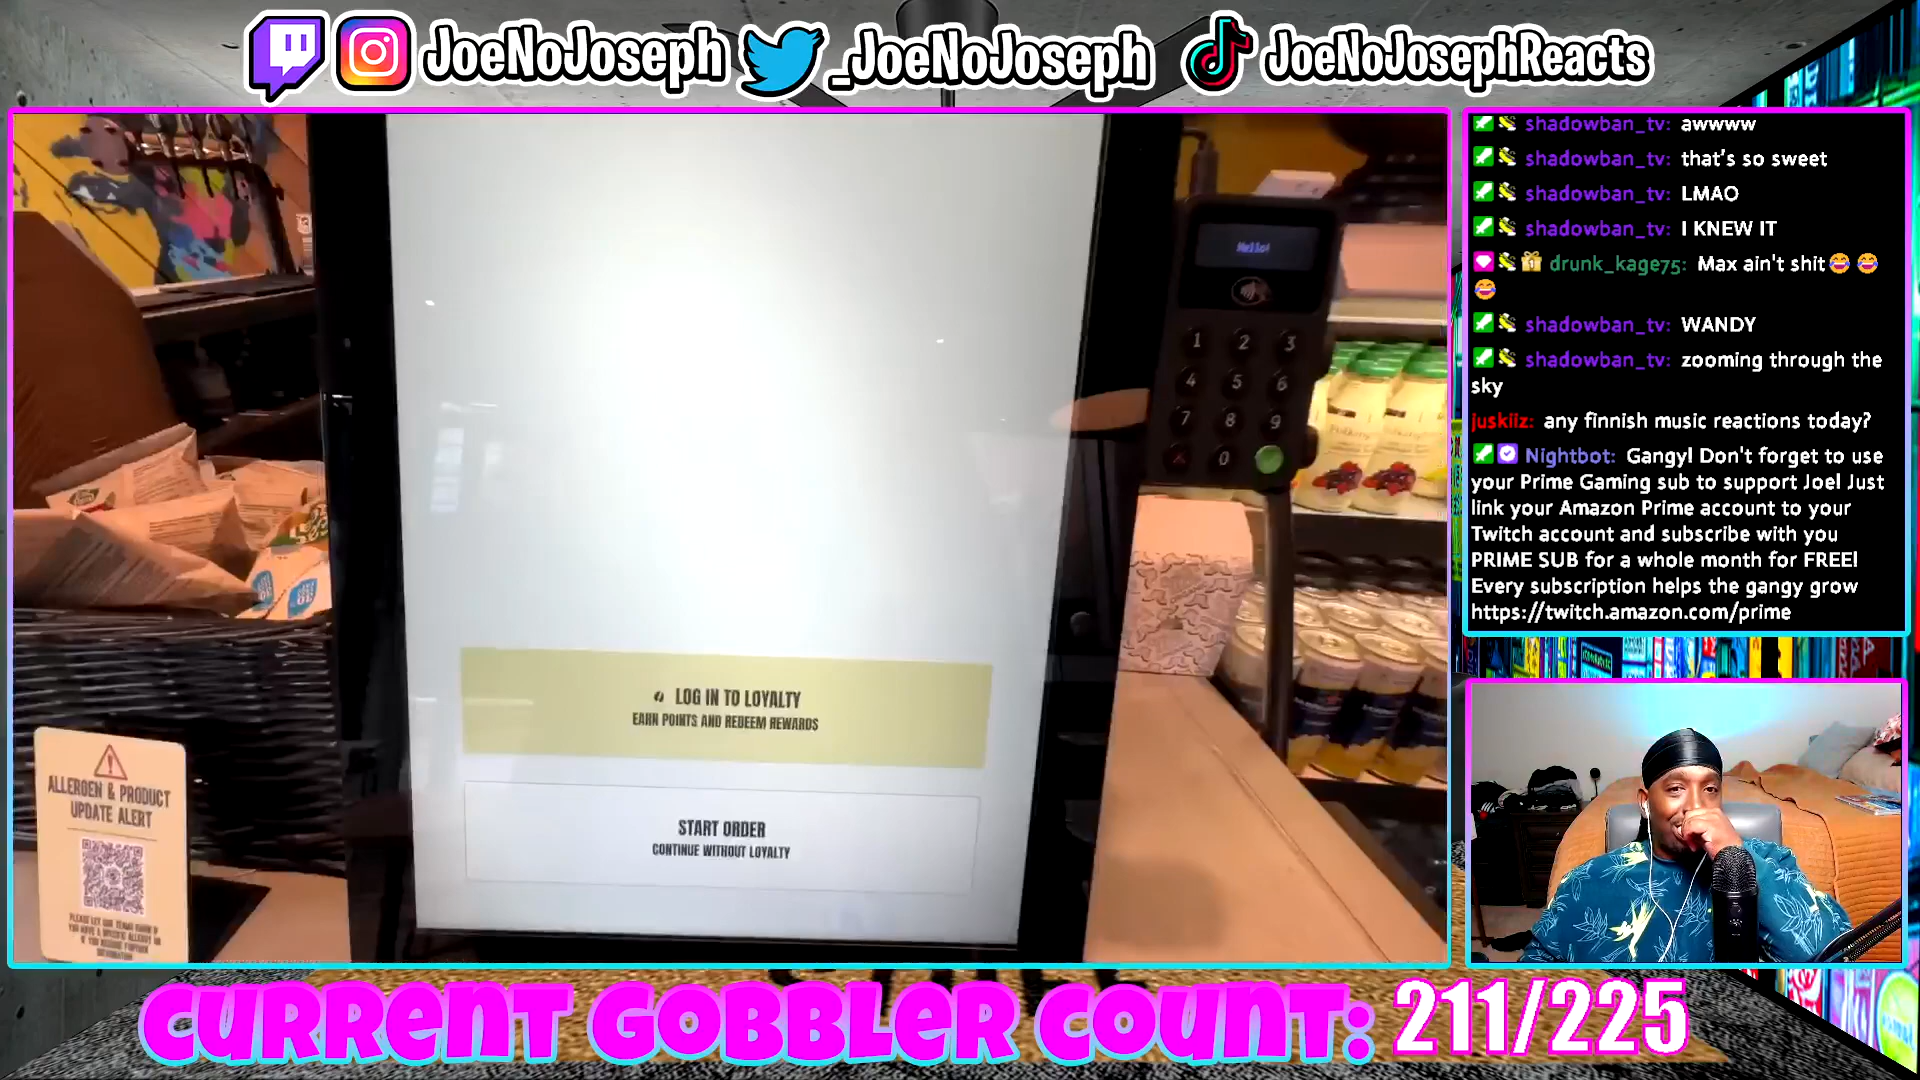 JoeNoJoseph
_JoeNoJoseph
JoeNoJosephReacts
shadowban_tv: awwww
shadowban_tv: that's so sweet
shadowban_tv: LMAO
shadowban_tv: I KNEW IT
drunk_kage75: Max ain't shit😂 😂
😂
shadowban_tv: WANDY
shadowban_tv: zooming through the
sky
juskiiz: any finnish music reactions today?
Nightbot: Gangy! Don't forget to use
your Prime Gaming sub to support Joe! Just
link your Amazon Prime account to your
Twitch account and subscribe with you
PRIME SUB for a whole month for FREE!
Every subscription helps the gangy grow
https://twitch.amazon.com/prime
Hello!
1 2 3
4 5 6
7 8 9
0
LOG IN TO LOYALTY
EARN POINTS AND REDEEM REWARDS
START ORDER
CONTINUE WITHOUT LOYALTY
ALLERGEN & PRODUCT
UPDATE ALERT
CURRENT GOBBLER COUNT: 211/225